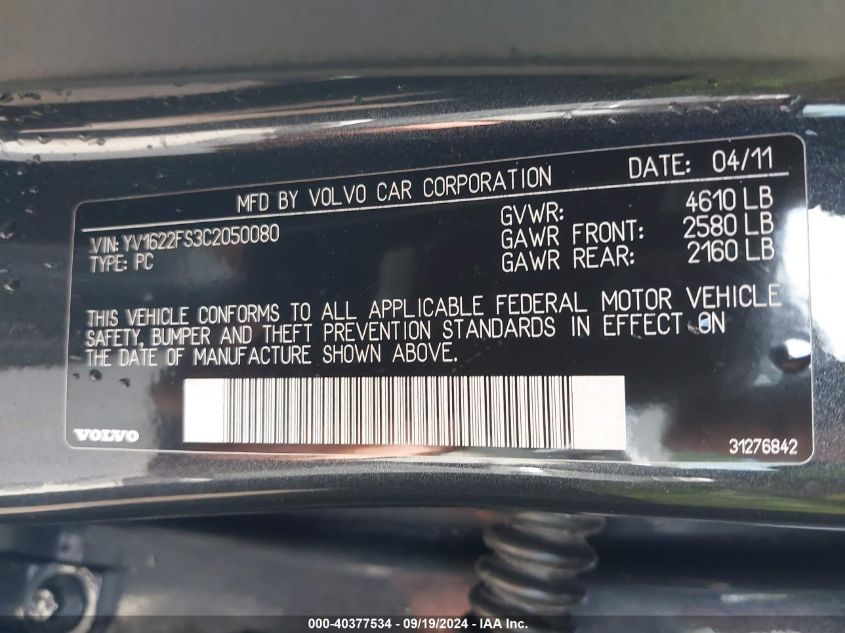 MFD BY VOLVO CAR CORPORATION DATE: 04/11
VIN: YV1622FS3C2050080
TYPE: PC
GVWR: 4610 LB
GAWR FRONT: 2580 LB
GAWR REAR: 2160 LB
THIS VEHICLE CONFORMS TO ALL APPLICABLE FEDERAL MOTOR VEHICLE
SAFETY, BUMPER AND THEFT PREVENTION STANDARDS IN EFFECT ON
THE DATE OF MANUFACTURE SHOWN ABOVE.
VOLVO
31276842
000-40377534 - 09/19/2024 - IAA Inc.